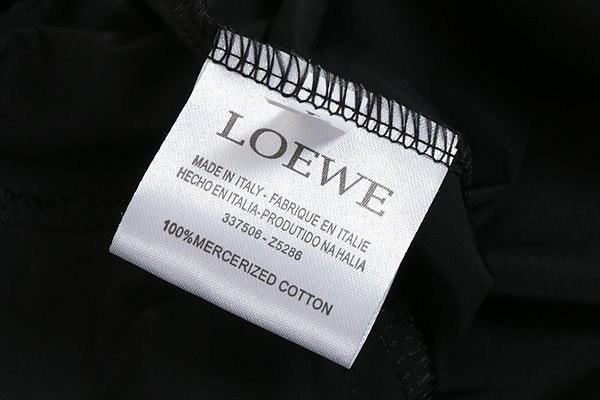 LOEWE
MADE IN ITALY - FABRIQUE EN ITALIE
HECHO EN ITALIA-PRODUTIDO NA HALIA
337506 - Z5286
100%MERCERIZED COTTON